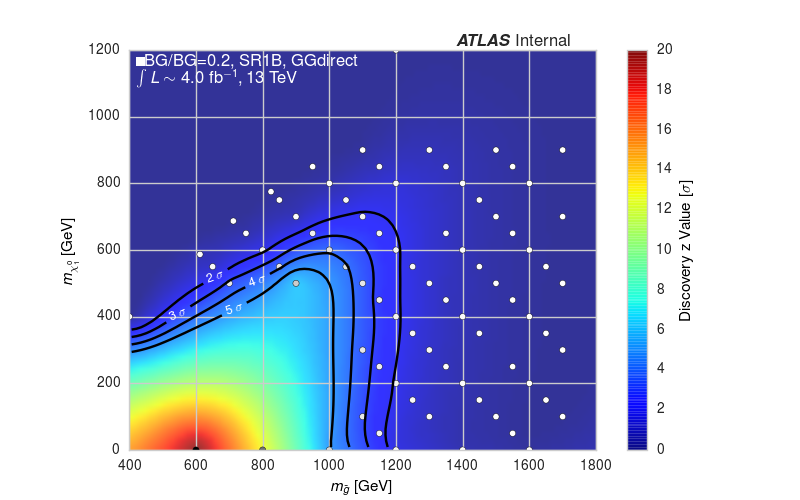 ATLAS Internal
BG/BG=0.2, SR1B, GGdirect
∫ L ∼ 4.0 fb⁻¹, 13 TeV
1200
1000
800
600
400
200
0
m_χ̃₁⁰ [GeV]
2 σ
3 σ
4 σ
5 σ
400 600 800 1000 1200 1400 1600 1800
m_g̃ [GeV]
20
18
16
14
12
10
8
6
4
2
0
Discovery z Value [σ]